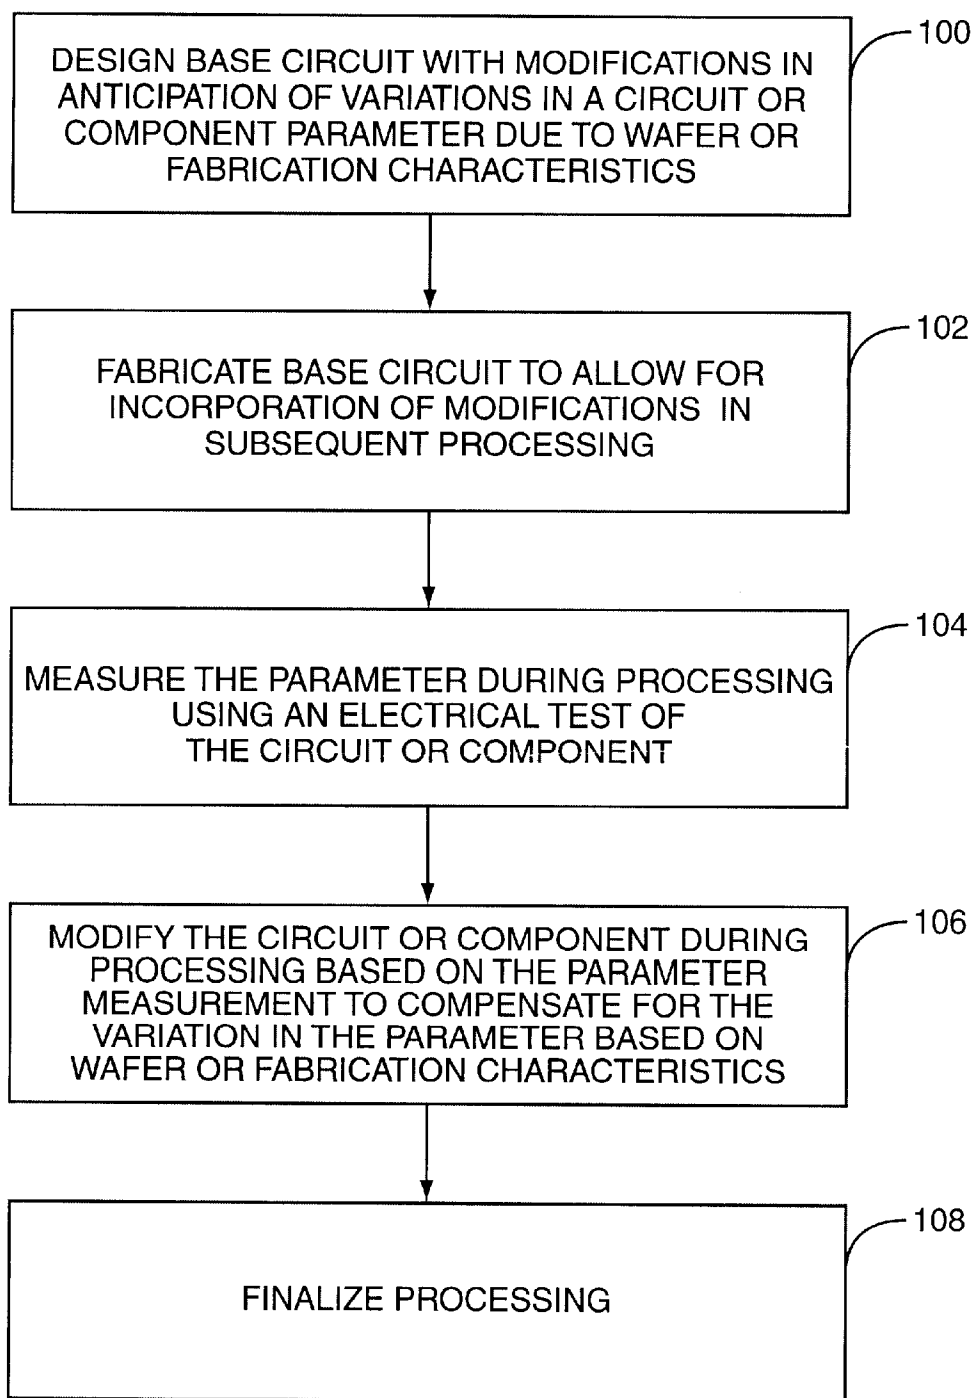 100
DESIGN BASE CIRCUIT WITH MODIFICATIONS IN
ANTICIPATION OF VARIATIONS IN A CIRCUIT OR
COMPONENT PARAMETER DUE TO WAFER OR
FABRICATION CHARACTERISTICS
102
FABRICATE BASE CIRCUIT TO ALLOW FOR
INCORPORATION OF MODIFICATIONS IN
SUBSEQUENT PROCESSING
104
MEASURE THE PARAMETER DURING PROCESSING
USING AN ELECTRICAL TEST OF
THE CIRCUIT OR COMPONENT
106
MODIFY THE CIRCUIT OR COMPONENT DURING
PROCESSING BASED ON THE PARAMETER
MEASUREMENT TO COMPENSATE FOR THE
VARIATION IN THE PARAMETER BASED ON
WAFER OR FABRICATION CHARACTERISTICS
108
FINALIZE PROCESSING